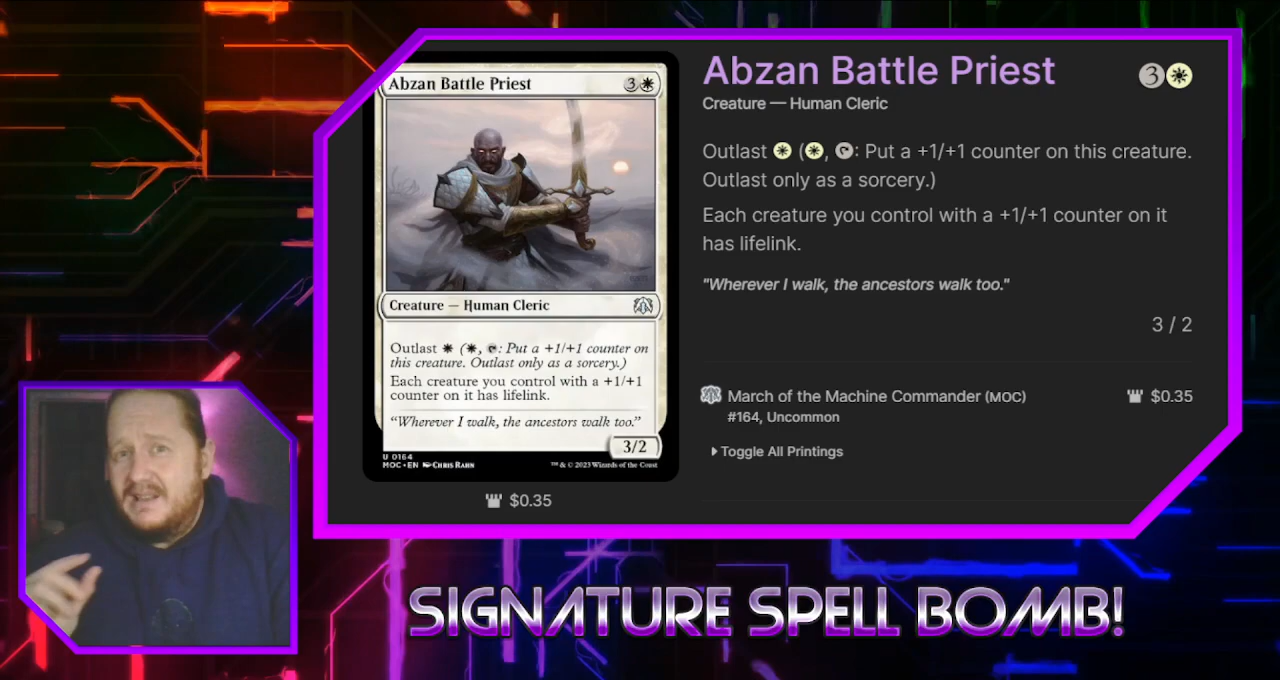 Abzan Battle Priest 3
Creature — Human Cleric
Outlast (, : Put a +1/+1 counter on
this creature. Outlast only as a sorcery.)
Each creature you control with a +1/+1
counter on it has lifelink.
“Wherever I walk, the ancestors walk too.”
3/2
U 0164
MOC • EN CHRIS RAHN
™ & © 2023 Wizards of the Coast
$0.35
Abzan Battle Priest 3
Creature — Human Cleric
Outlast (, : Put a +1/+1 counter on this creature.
Outlast only as a sorcery.)
Each creature you control with a +1/+1 counter on it
has lifelink.
"Wherever I walk, the ancestors walk too."
3 / 2
March of the Machine Commander (MOC) $0.35
#164, Uncommon
Toggle All Printings
SIGNATURE SPELL BOMB!